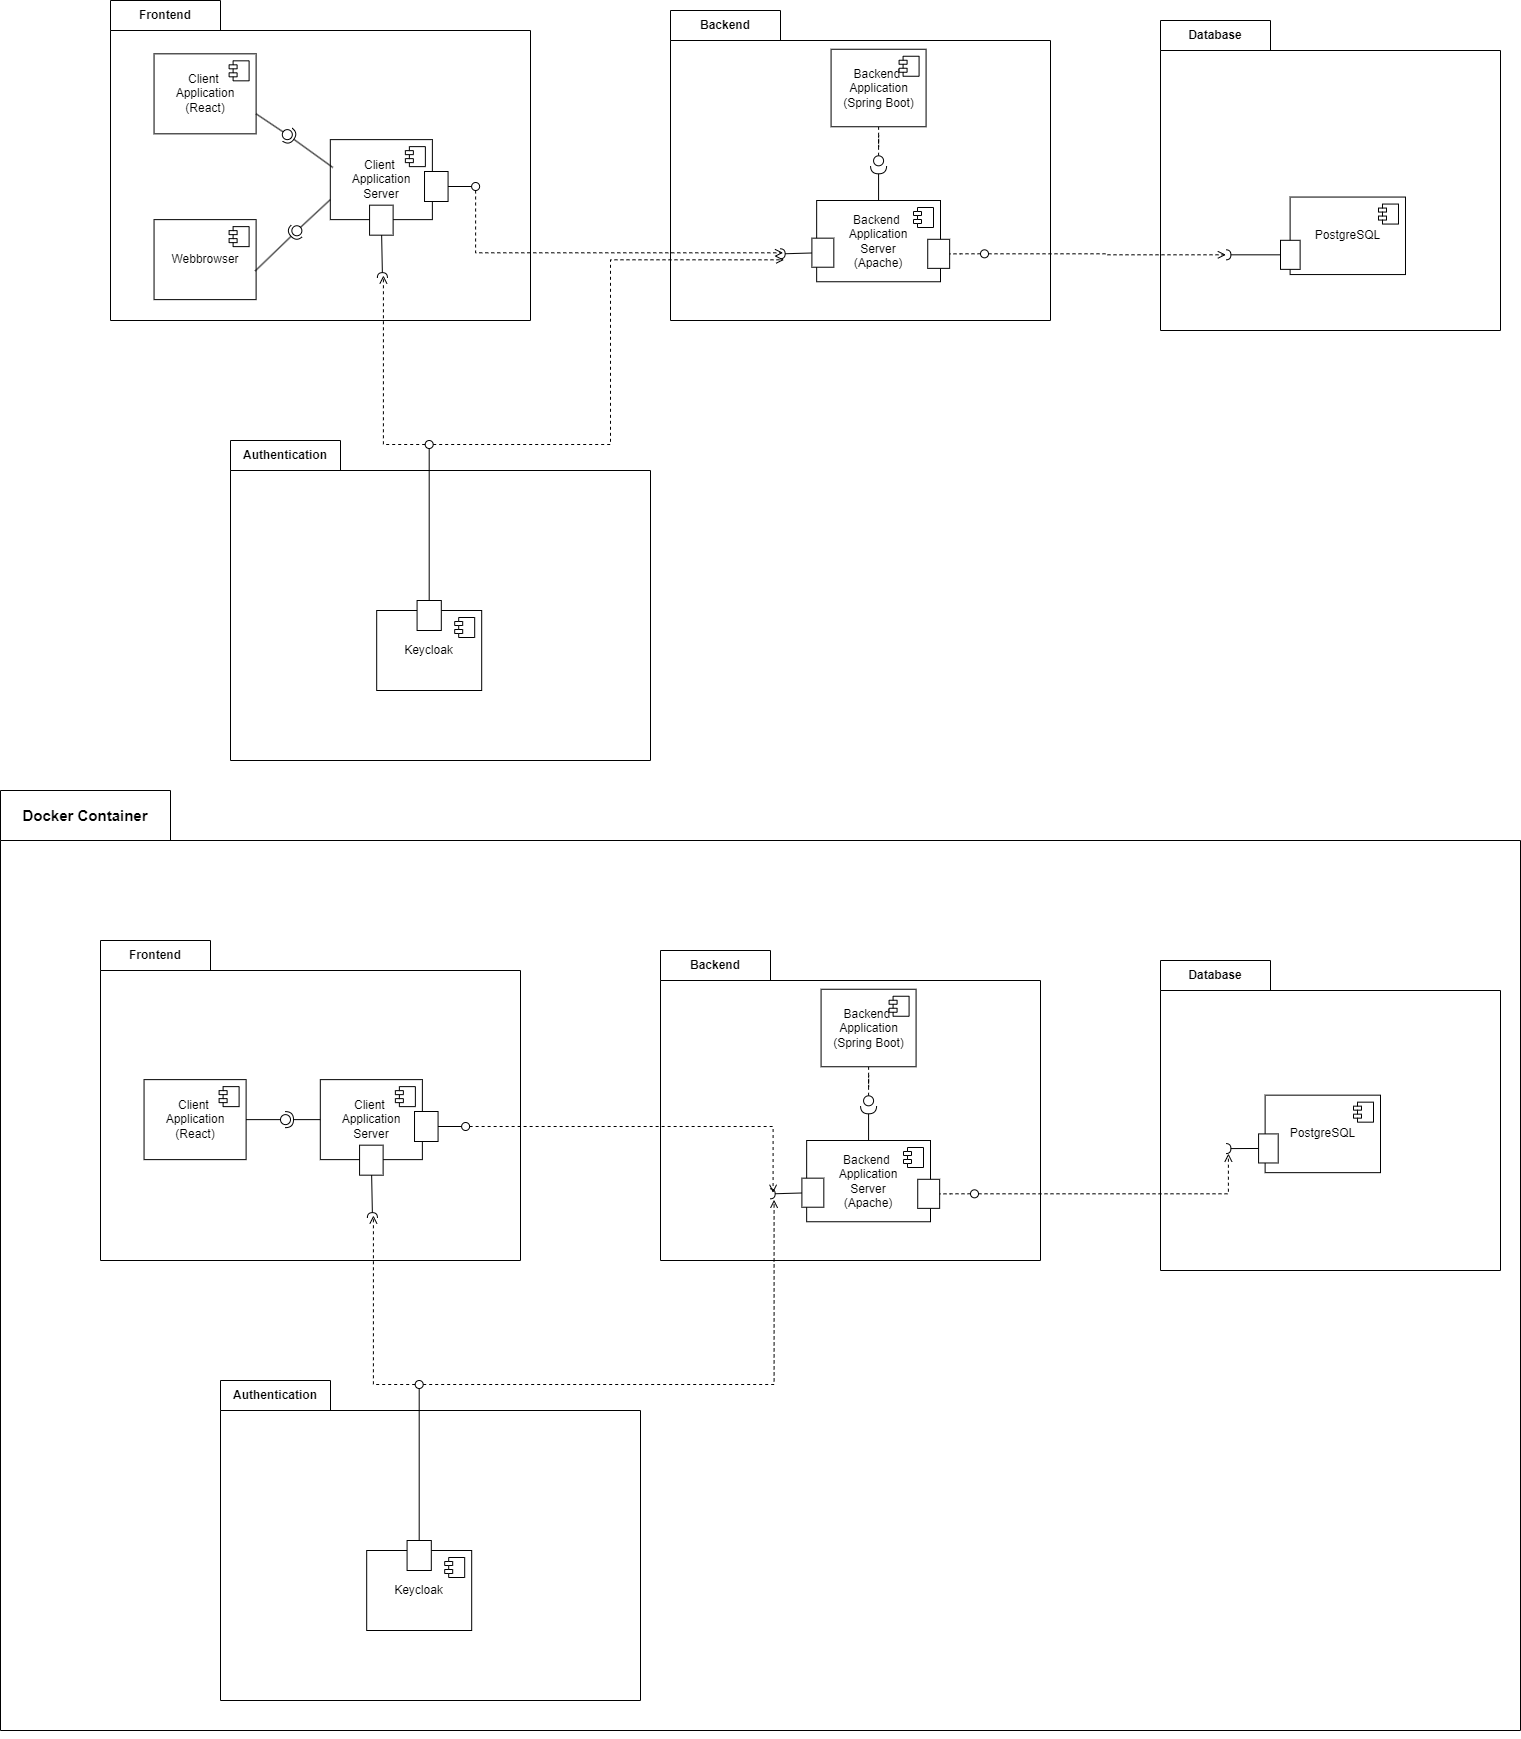 Frontend
Client
Application
(React)
Client
Application
Server
Webbrowser
Backend
Backend
Application
(Spring Boot)
Backend
Application
Server
(Apache)
Database
PostgreSQL
Authentication
Keycloak
Docker Container
Frontend
Client
Application
(React)
Client
Application
Server
Backend
Backend
Application
(Spring Boot)
Backend
Application
Server
(Apache)
Database
PostgreSQL
Authentication
Keycloak